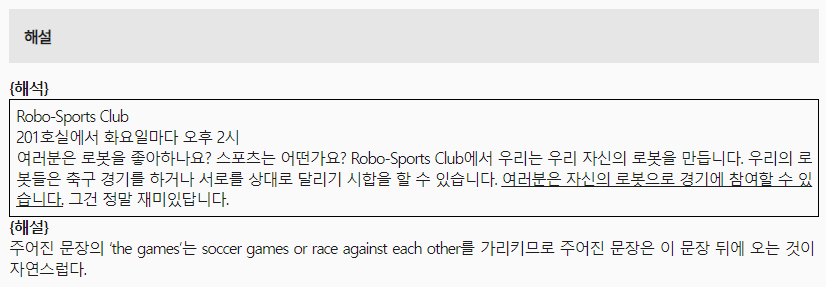 해설
{해석}
Robo-Sports Club
201호실에서 화요일마다 오후 2시
여러분은 로봇을 좋아하나요? 스포츠는 어떤가요? Robo-Sports Club에서 우리는 우리 자신의 로봇을 만듭니다. 우리의 로
봇들은 축구 경기를 하거나 서로를 상대로 달리기 시합을 할 수 있습니다. 여러분은 자신의 로봇으로 경기에 참여할 수 있
습니다. 그건 정말 재미있답니다.
{해설}
주어진 문장의 ‘the games’는 soccer games or race against each other를 가리키므로 주어진 문장은 이 문장 뒤에 오는 것이
자연스럽다.